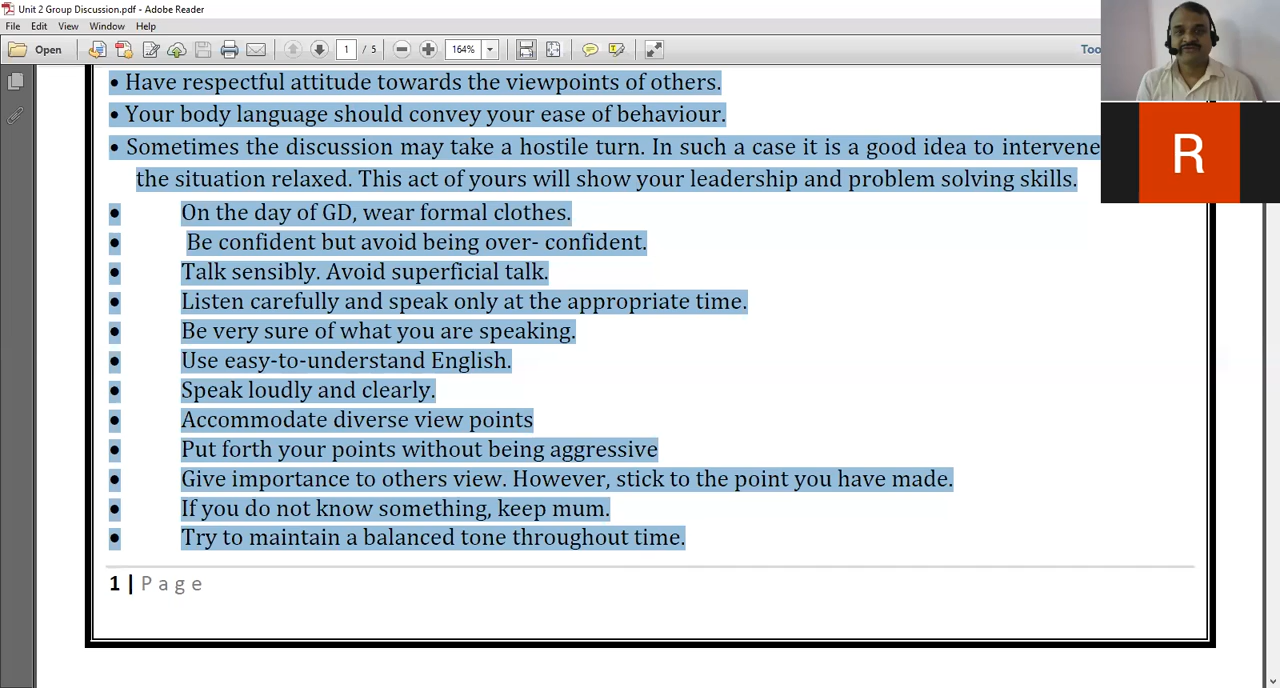 Unit 2 Group Discussion.pdf - Adobe Reader
File Edit View Window Help
Open 1 / 5 164% Too
• Have respectful attitude towards the viewpoints of others.
• Your body language should convey your ease of behaviour.
• Sometimes the discussion may take a hostile turn. In such a case it is a good idea to intervene
the situation relaxed. This act of yours will show your leadership and problem solving skills.
• On the day of GD, wear formal clothes.
• Be confident but avoid being over- confident.
• Talk sensibly. Avoid superficial talk.
• Listen carefully and speak only at the appropriate time.
• Be very sure of what you are speaking.
• Use easy-to-understand English.
• Speak loudly and clearly.
• Accommodate diverse view points
• Put forth your points without being aggressive
• Give importance to others view. However, stick to the point you have made.
• If you do not know something, keep mum.
• Try to maintain a balanced tone throughout time.
1 | Page
R